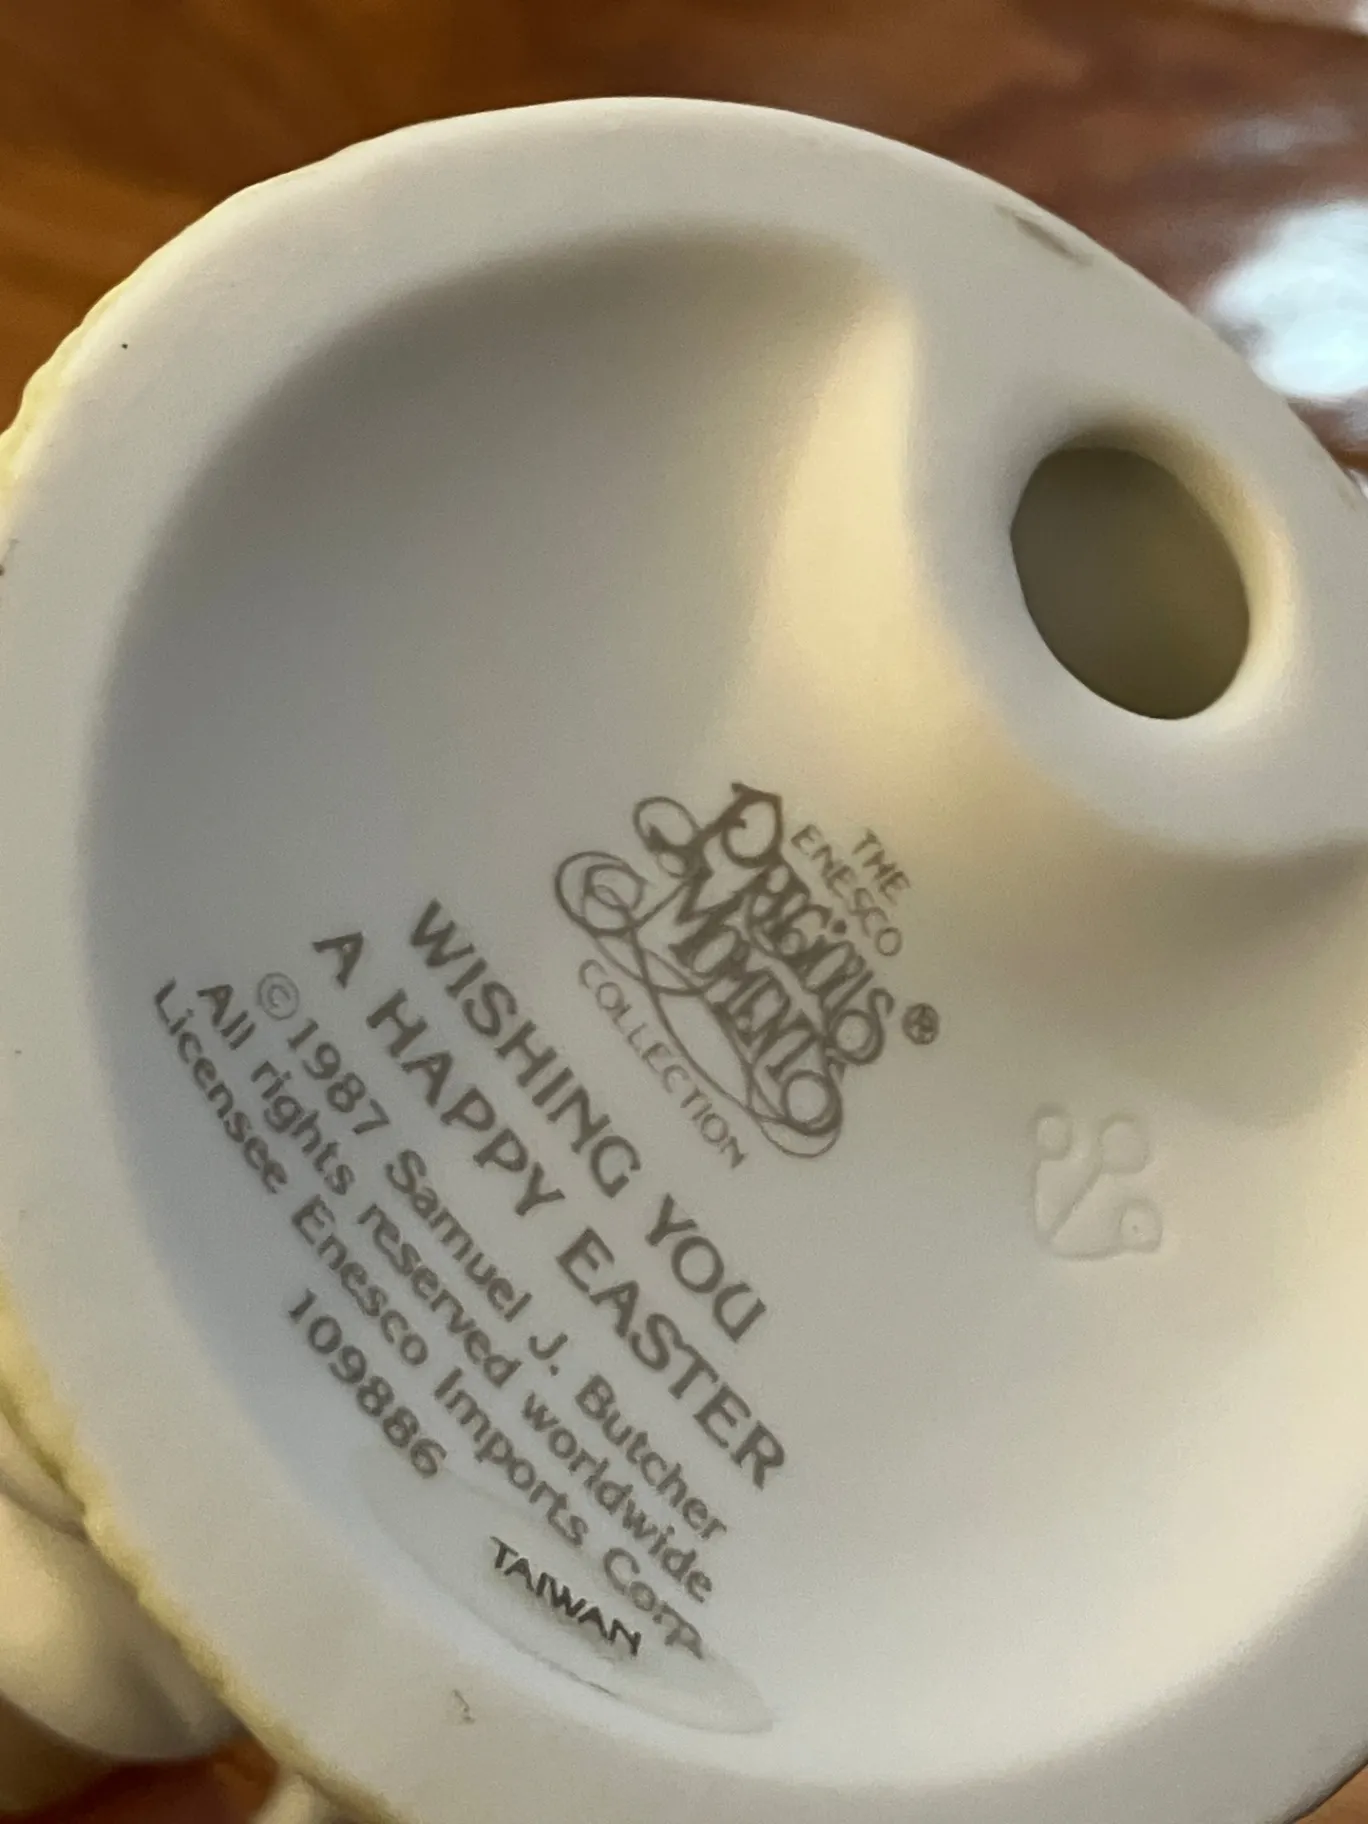 THE
ENESCO
PRECIOUS
MOMENTS®
COLLECTION
WISHING YOU
A HAPPY EASTER
© 1987 Samuel J. Butcher
All rights reserved worldwide
Licensee Enesco Imports Corp.
109886
TAIWAN